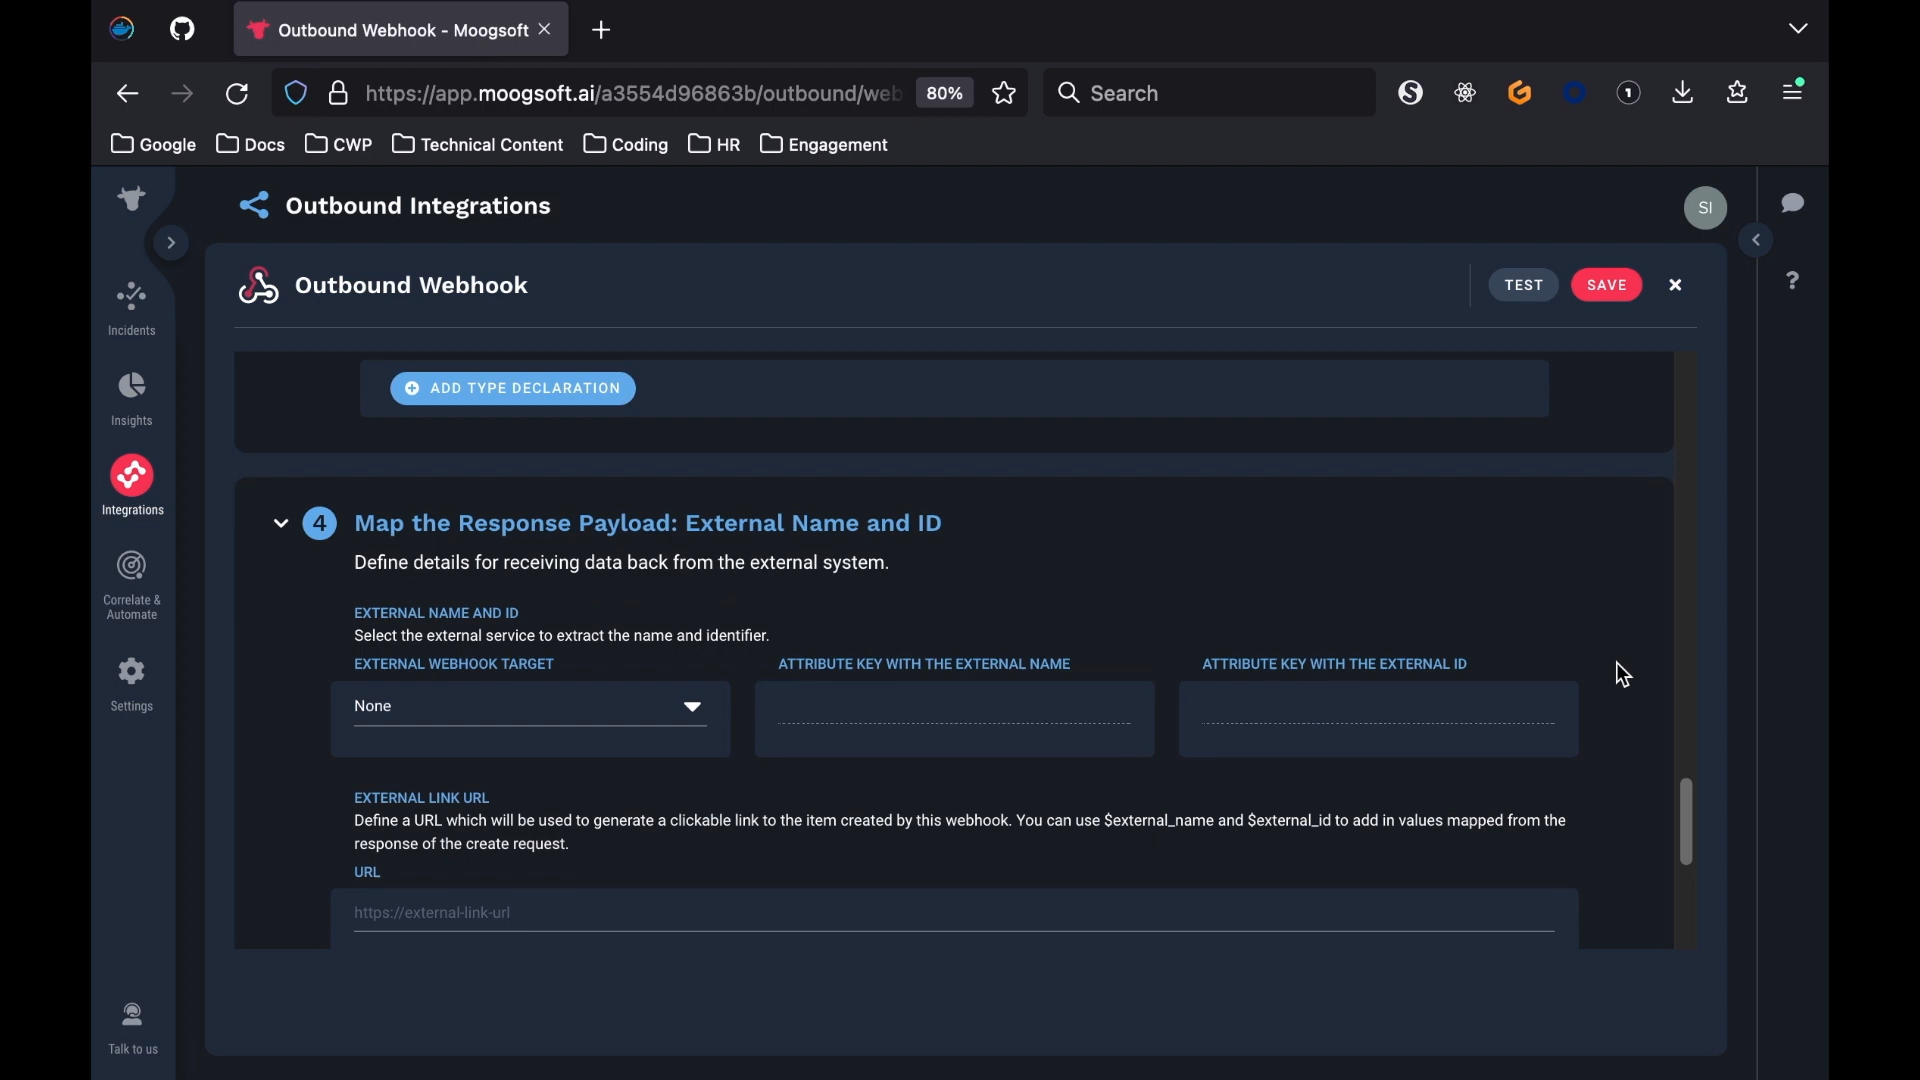 Outbound Webhook - Moogsoft
https://app.moogsoft.ai/a3554d96863b/outbound/web
80%
Search
Google
Docs
CWP
Technical Content
Coding
HR
Engagement
Outbound Integrations
SI
Outbound Webhook
TEST
SAVE
?
Incidents
Insights
Integrations
Correlate &
Automate
Settings
Talk to us
ADD TYPE DECLARATION
4
Map the Response Payload: External Name and ID
Define details for receiving data back from the external system.
EXTERNAL NAME AND ID
Select the external service to extract the name and identifier.
EXTERNAL WEBHOOK TARGET
ATTRIBUTE KEY WITH THE EXTERNAL NAME
ATTRIBUTE KEY WITH THE EXTERNAL ID
None
EXTERNAL LINK URL
Define a URL which will be used to generate a clickable link to the item created by this webhook. You can use $external_name and $external_id to add in values mapped from the
response of the create request.
URL
https://external-link-url